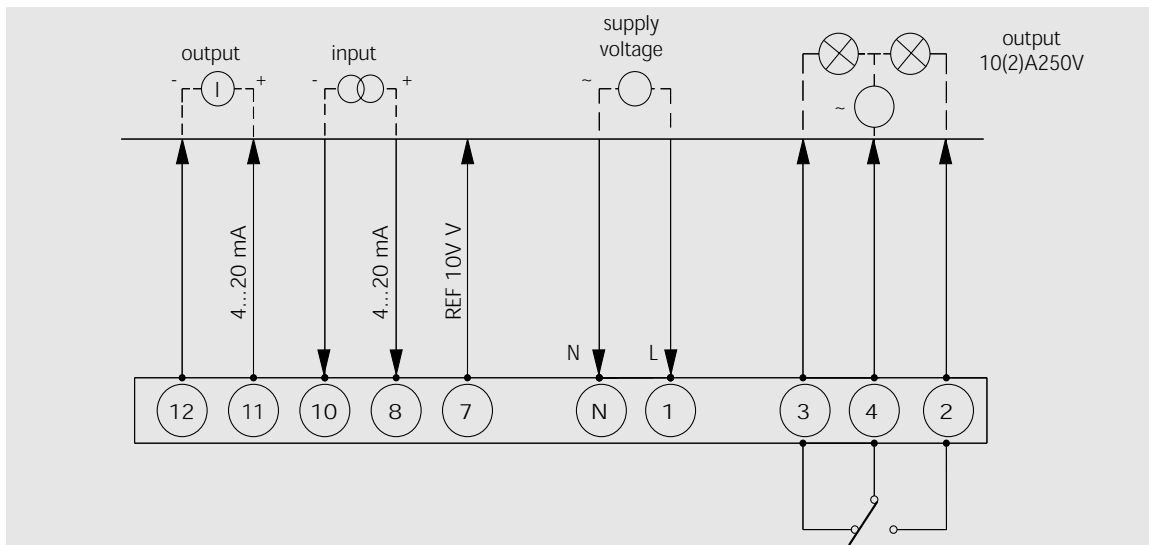 output
input
supply
voltage
output
10(2)A250V
-
I
+
-
+
~
~
4...20 mA
4...20 mA
REF 10V V
N
L
12
11
10
8
7
N
1
3
4
2